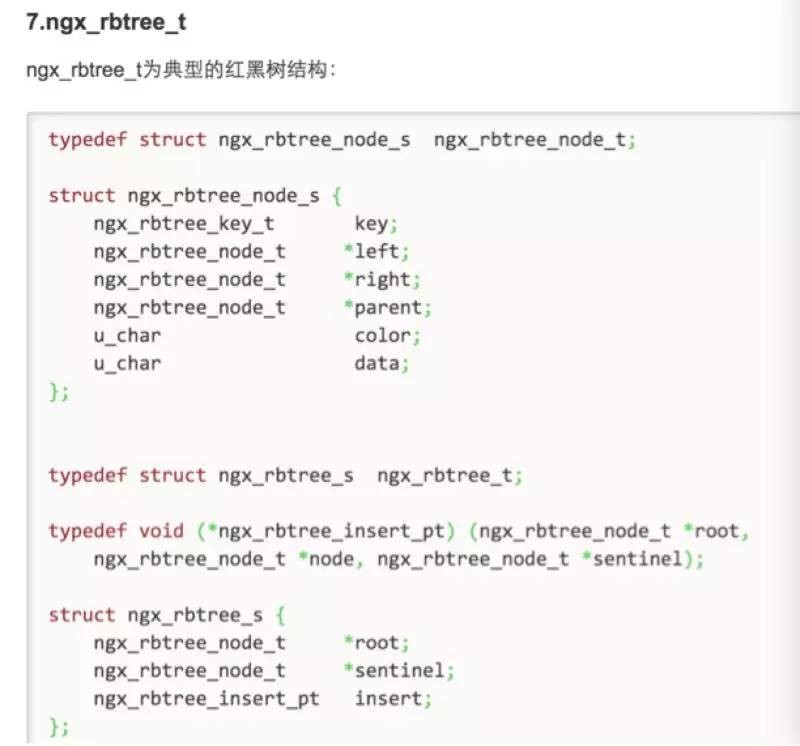 7.ngx_rbtree_t
ngx_rbtree_t为典型的红黑树结构：
typedef struct ngx_rbtree_node_s  ngx_rbtree_node_t;
struct ngx_rbtree_node_s {
    ngx_rbtree_key_t       key;
    ngx_rbtree_node_t     *left;
    ngx_rbtree_node_t     *right;
    ngx_rbtree_node_t     *parent;
    u_char                 color;
    u_char                 data;
};
typedef struct ngx_rbtree_s  ngx_rbtree_t;
typedef void (*ngx_rbtree_insert_pt) (ngx_rbtree_node_t *root,
    ngx_rbtree_node_t *node, ngx_rbtree_node_t *sentinel);
struct ngx_rbtree_s {
    ngx_rbtree_node_t     *root;
    ngx_rbtree_node_t     *sentinel;
    ngx_rbtree_insert_pt   insert;
};